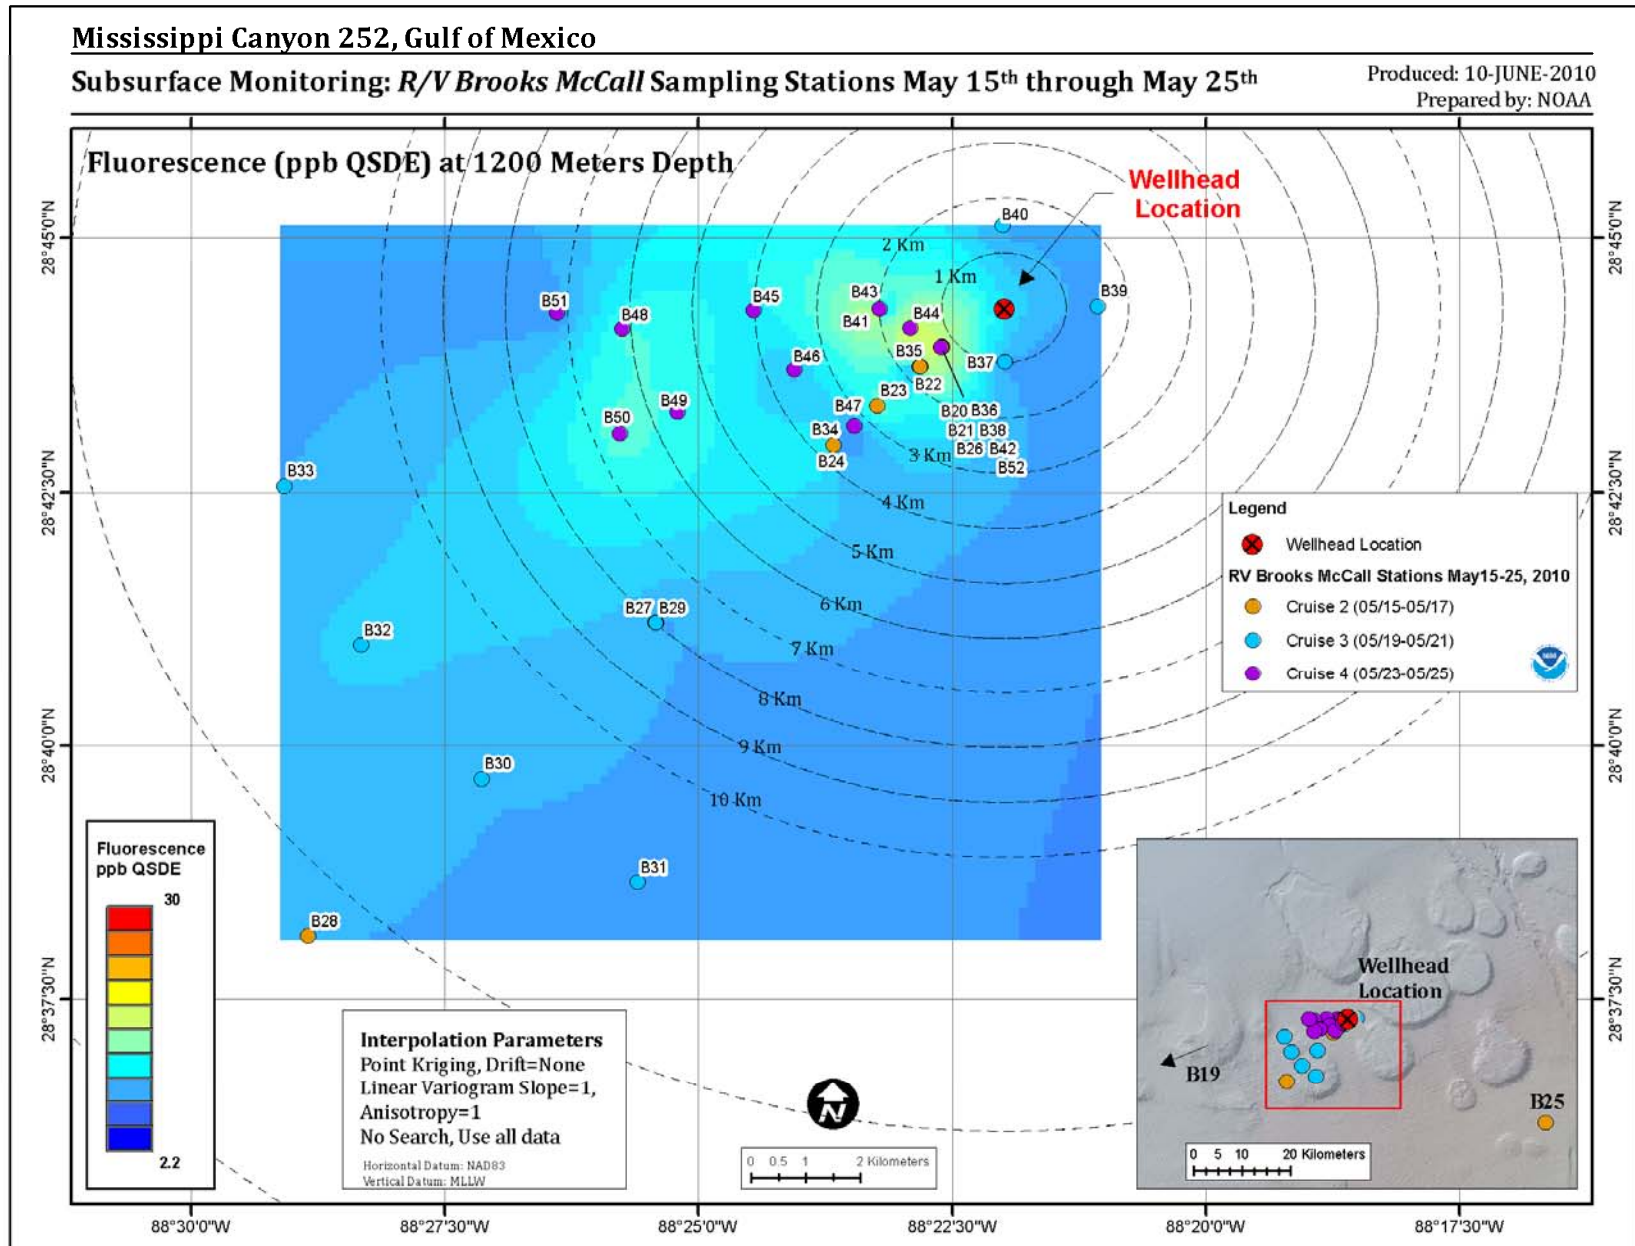 Mississippi Canyon 252, Gulf of Mexico
Subsurface Monitoring: R/V Brooks McCall Sampling Stations May 15th through May 25th
Produced: 10-JUNE-2010
Prepared by: NOAA
Fluorescence (ppb QSDE) at 1200 Meters Depth
Wellhead
Location
28°45'0"N
28°45'0"N
B40
2 Km
1 Km
B39
B51
B48
B45
B43
B41
B44
B46
B35
B37
B22
B23
B49
B50
B47
B34
B24
B20 B36
B21 B38
B26 B42
B52
3 Km
B33
28°42'30"N
28°42'30"N
4 Km
5 Km
6 Km
7 Km
8 Km
9 Km
10 Km
B27 B29
B32
B30
B31
B28
28°40'0"N
28°40'0"N
28°37'30"N
28°37'30"N
Legend
Wellhead Location
RV Brooks McCall Stations May15-25, 2010
Cruise 2 (05/15-05/17)
Cruise 3 (05/19-05/21)
Cruise 4 (05/23-05/25)
Fluorescence
ppb QSDE
30
2.2
Interpolation Parameters
Point Kriging, Drift=None
Linear Variogram Slope=1,
Anisotropy=1
No Search, Use all data
Horizontal Datum: NAD83
Vertical Datum: MLLW
N
0 0.5 1 2 Kilometers
Wellhead
Location
B19
B25
0 5 10 20 Kilometers
88°30'0"W
88°27'30"W
88°25'0"W
88°22'30"W
88°20'0"W
88°17'30"W